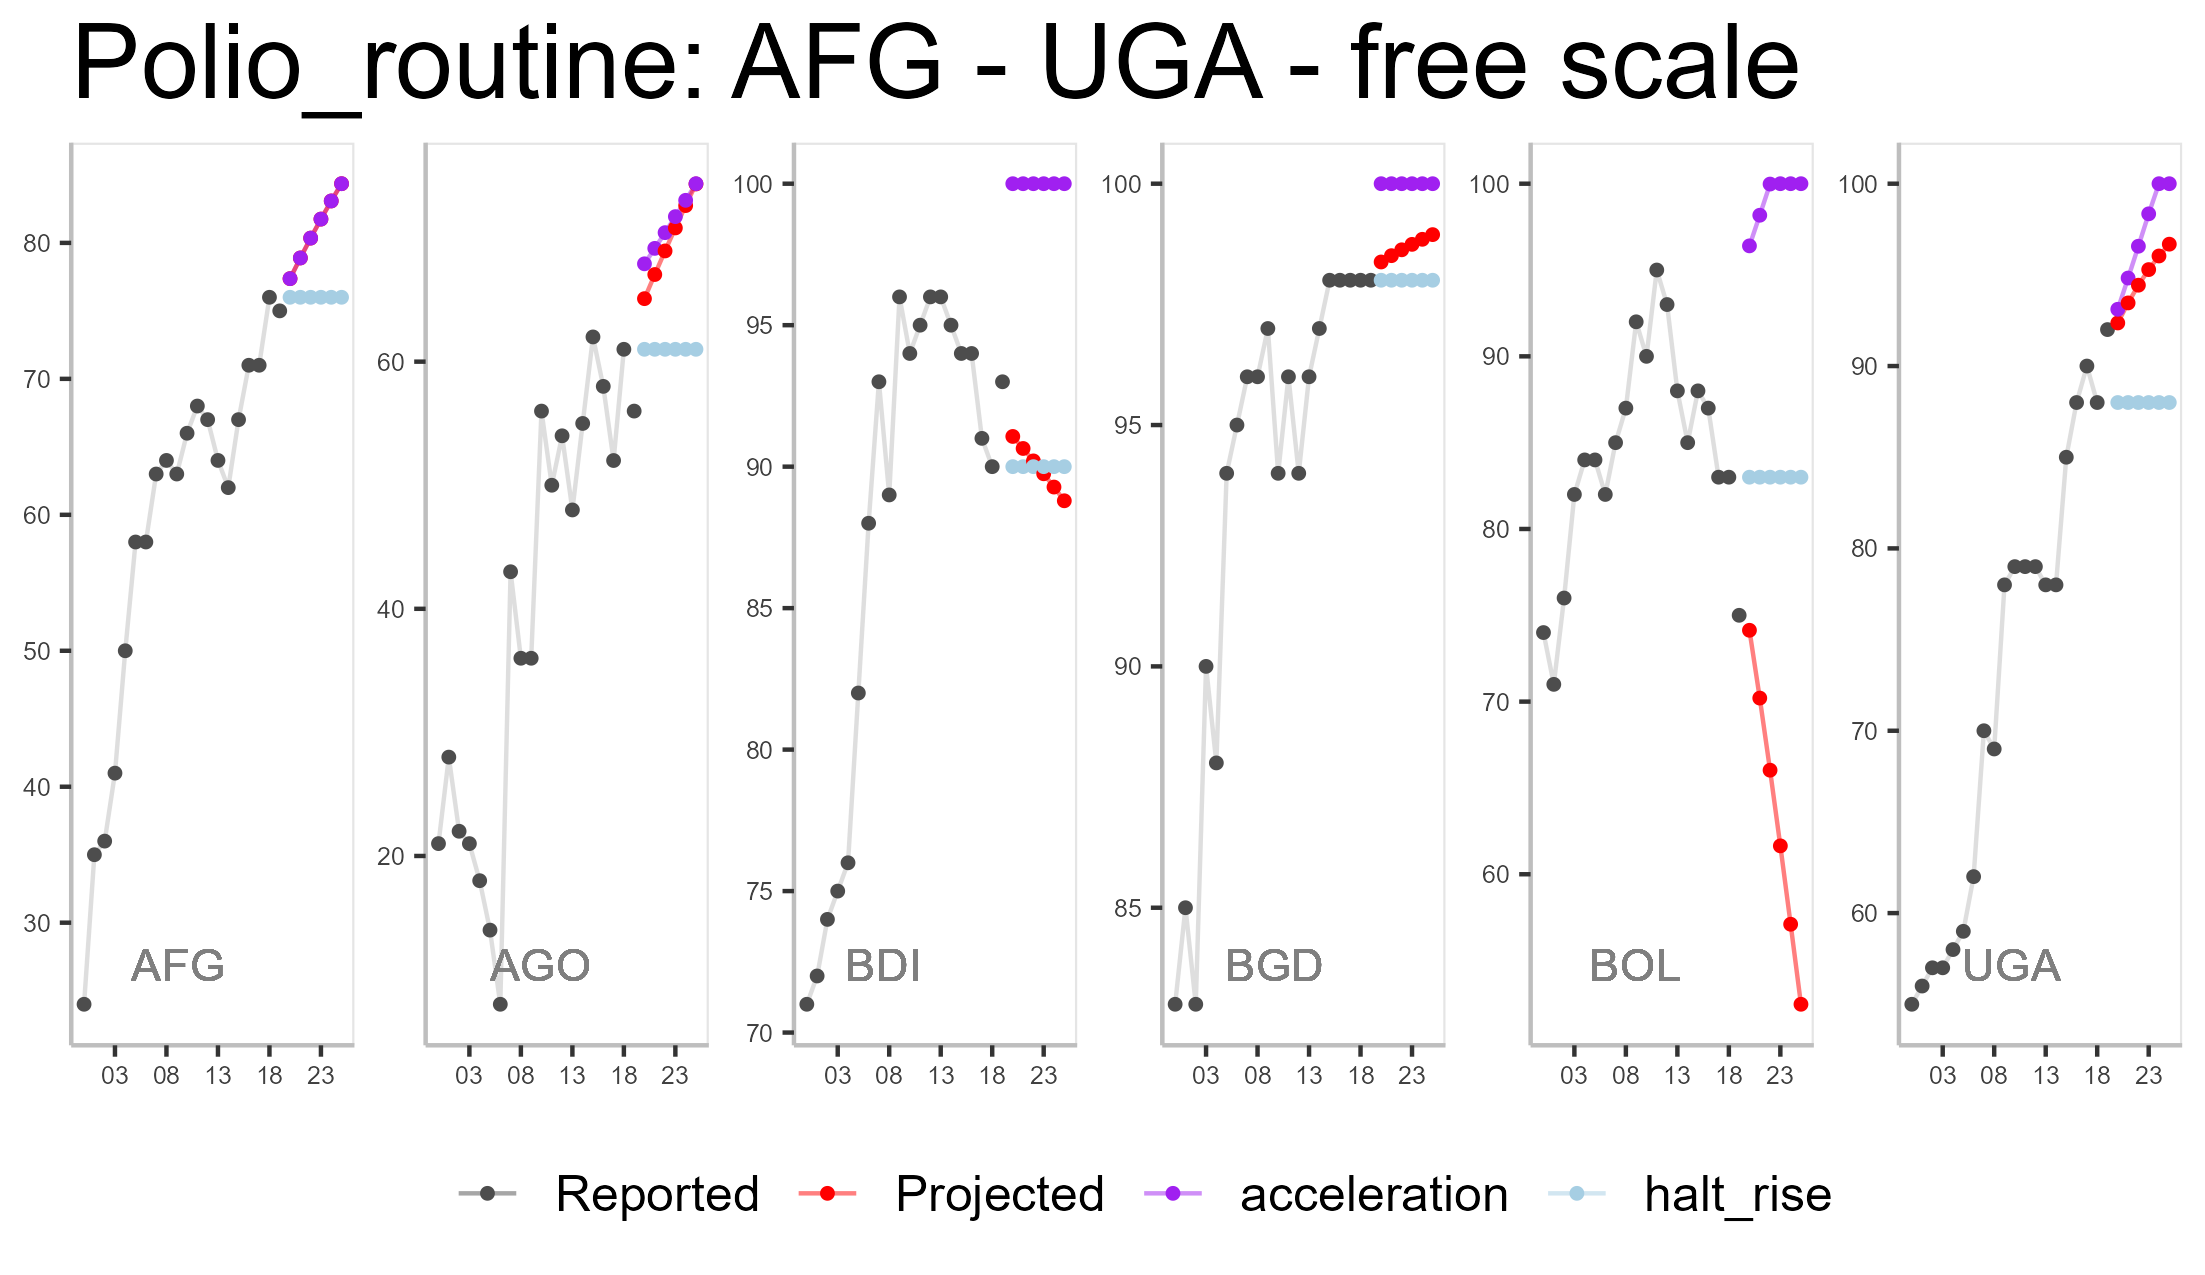 Polio_routine: AFG - UGA - free scale
80
70
60
50
40
30
AFG
03 08 13 18 23
60
40
20
AGO
03 08 13 18 23
100
95
90
85
80
75
70
BDI
03 08 13 18 23
100
95
90
85
BGD
03 08 13 18 23
100
90
80
70
60
BOL
03 08 13 18 23
100
90
80
70
60
UGA
03 08 13 18 23
Reported Projected acceleration halt_rise